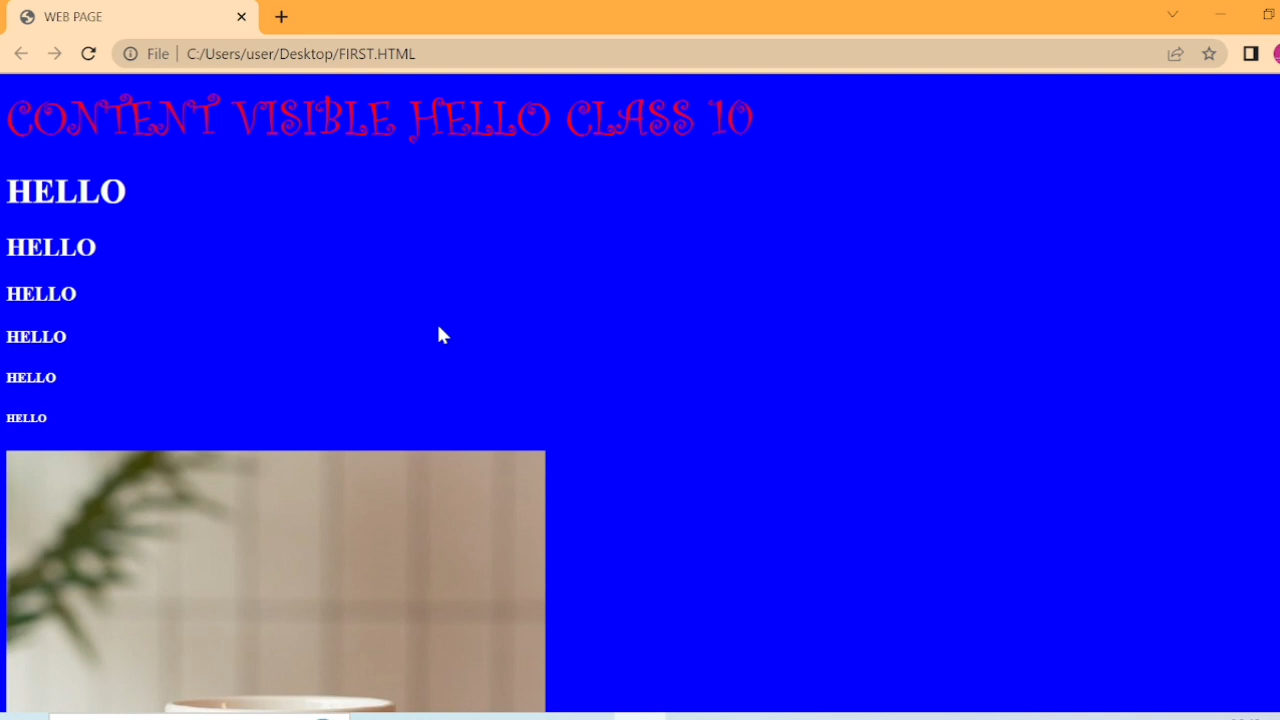 WEB PAGE
File | C:/Users/user/Desktop/FIRST.HTML
CONTENT VISIBLE HELLO CLASS 10
HELLO
HELLO
HELLO
HELLO
HELLO
HELLO